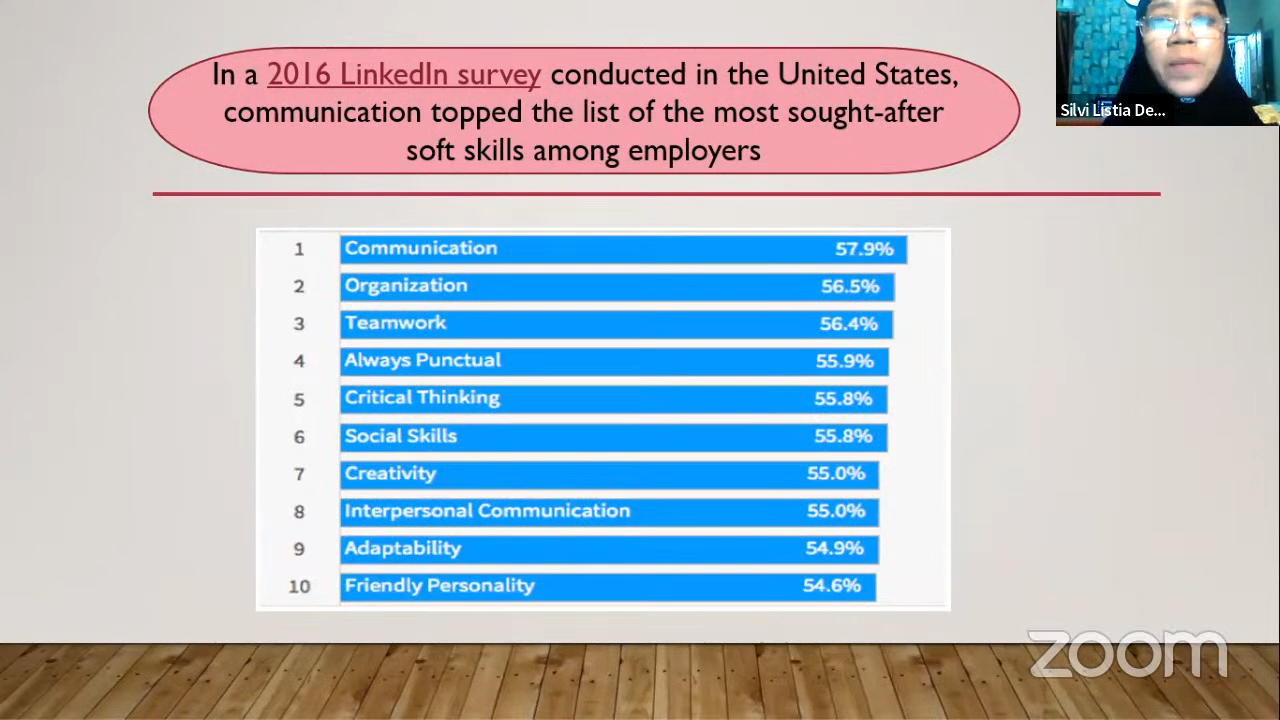 In a 2016 LinkedIn survey conducted in the United States,
communication topped the list of the most sought-after
soft skills among employers
Silvi Listia De...
1 Communication 57.9%
2 Organization 56.5%
3 Teamwork 56.4%
4 Always Punctual 55.9%
5 Critical Thinking 55.8%
6 Social Skills 55.8%
7 Creativity 55.0%
8 Interpersonal Communication 55.0%
9 Adaptability 54.9%
10 Friendly Personality 54.6%
zoom